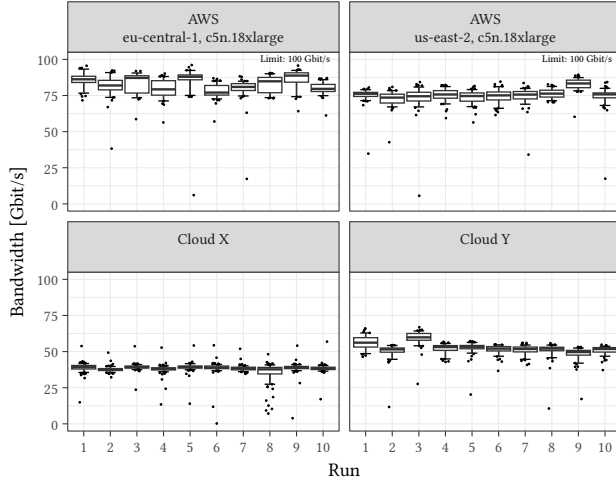 AWS
eu-central-1, c5n.18xlarge
AWS
us-east-2, c5n.18xlarge
Limit: 100 Gbit/s
Limit: 100 Gbit/s
100
75
50
25
0
Cloud X
Cloud Y
100
75
50
25
0
Bandwidth [Gbit/s]
1 2 3 4 5 6 7 8 9 10
1 2 3 4 5 6 7 8 9 10
Run